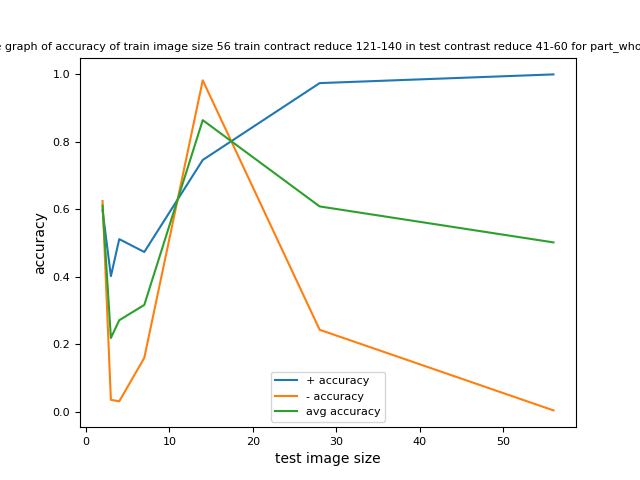 graph of accuracy of train image size 56 train contract reduce 121-140 in test contrast reduce 41-60 for
1.0
0.8
0.6
0.4
0.2
0.0
accuracy
+ accuracy
- accuracy
avg accuracy
0 10 20 30 40 50
test image size